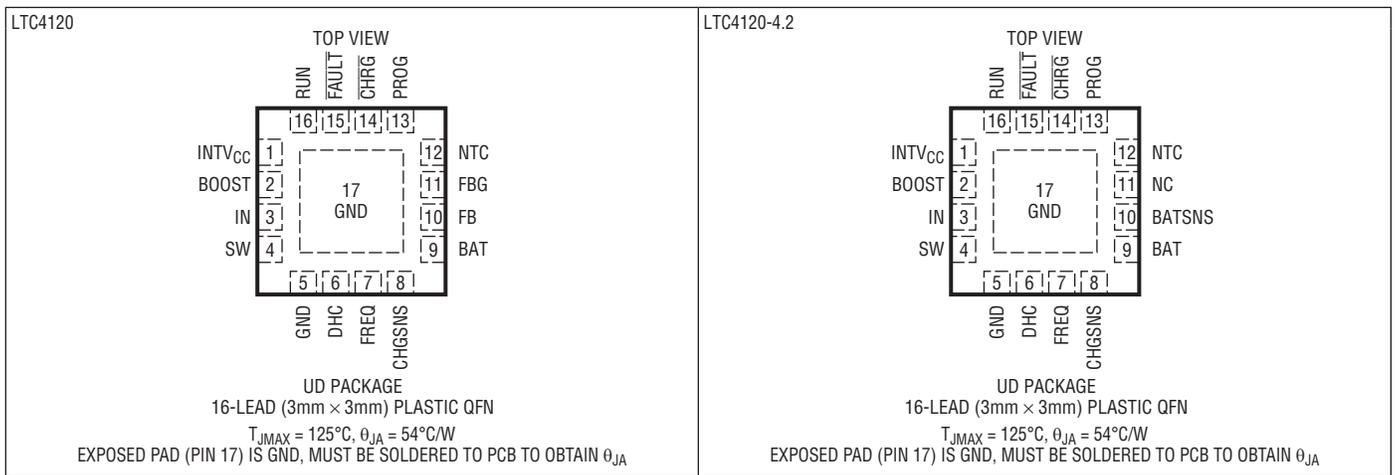 LTC4120
TOP VIEW
RUN
FAULT
CHRG
PROG
16 15 14 13
INTVCC 1
BOOST 2
IN 3
SW 4
17
GND
12 NTC
11 FBG
10 FB
9 BAT
5 6 7 8
GND
DHC
FREQ
CHGSNS
UD PACKAGE
16-LEAD (3mm × 3mm) PLASTIC QFN
TJMAX = 125°C, θJA = 54°C/W
EXPOSED PAD (PIN 17) IS GND, MUST BE SOLDERED TO PCB TO OBTAIN θJA
LTC4120-4.2
TOP VIEW
RUN
FAULT
CHRG
PROG
16 15 14 13
INTVCC 1
BOOST 2
IN 3
SW 4
17
GND
12 NTC
11 NC
10 BATSNS
9 BAT
5 6 7 8
GND
DHC
FREQ
CHGSNS
UD PACKAGE
16-LEAD (3mm × 3mm) PLASTIC QFN
TJMAX = 125°C, θJA = 54°C/W
EXPOSED PAD (PIN 17) IS GND, MUST BE SOLDERED TO PCB TO OBTAIN θJA